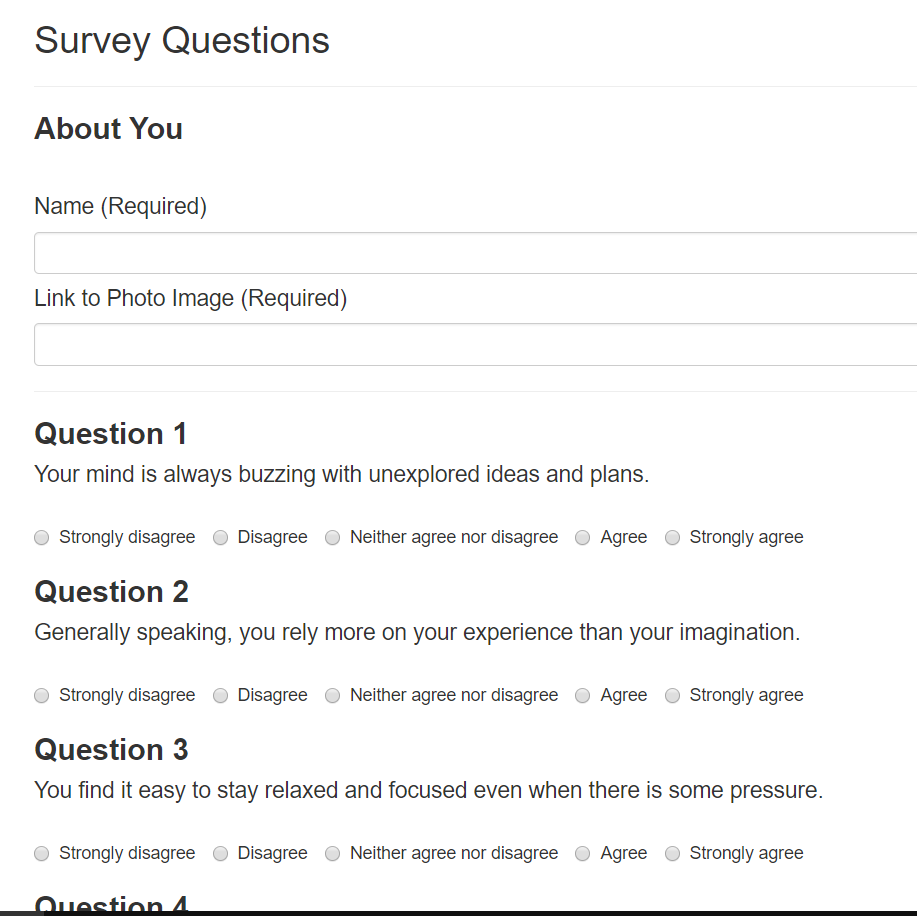 Survey Questions
About You
Name (Required)
Link to Photo Image (Required)
Question 1
Your mind is always buzzing with unexplored ideas and plans.
Strongly disagree Disagree Neither agree nor disagree Agree Strongly agree
Question 2
Generally speaking, you rely more on your experience than your imagination.
Strongly disagree Disagree Neither agree nor disagree Agree Strongly agree
Question 3
You find it easy to stay relaxed and focused even when there is some pressure.
Strongly disagree Disagree Neither agree nor disagree Agree Strongly agree
Question 4